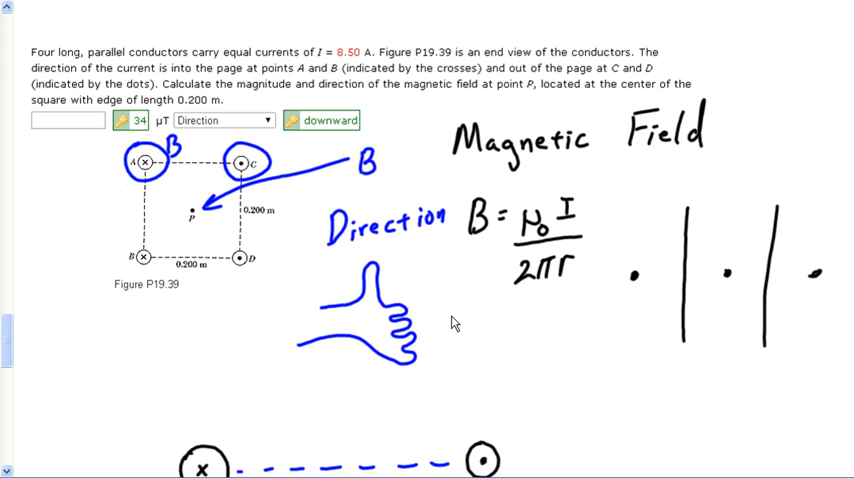 Four long, parallel conductors carry equal currents of I = 8.50 A. Figure P19.39 is an end view of the conductors. The
direction of the current is into the page at points A and B (indicated by the crosses) and out of the page at C and D
(indicated by the dots). Calculate the magnitude and direction of the magnetic field at point P, located at the center of the
square with edge of length 0.200 m.
34 µT Direction downward
Magnetic Field
B
A × C
B
P
0.200 m
Direction
B = μ₀ I / 2πr
B × D
0.200 m
Figure P19.39
x